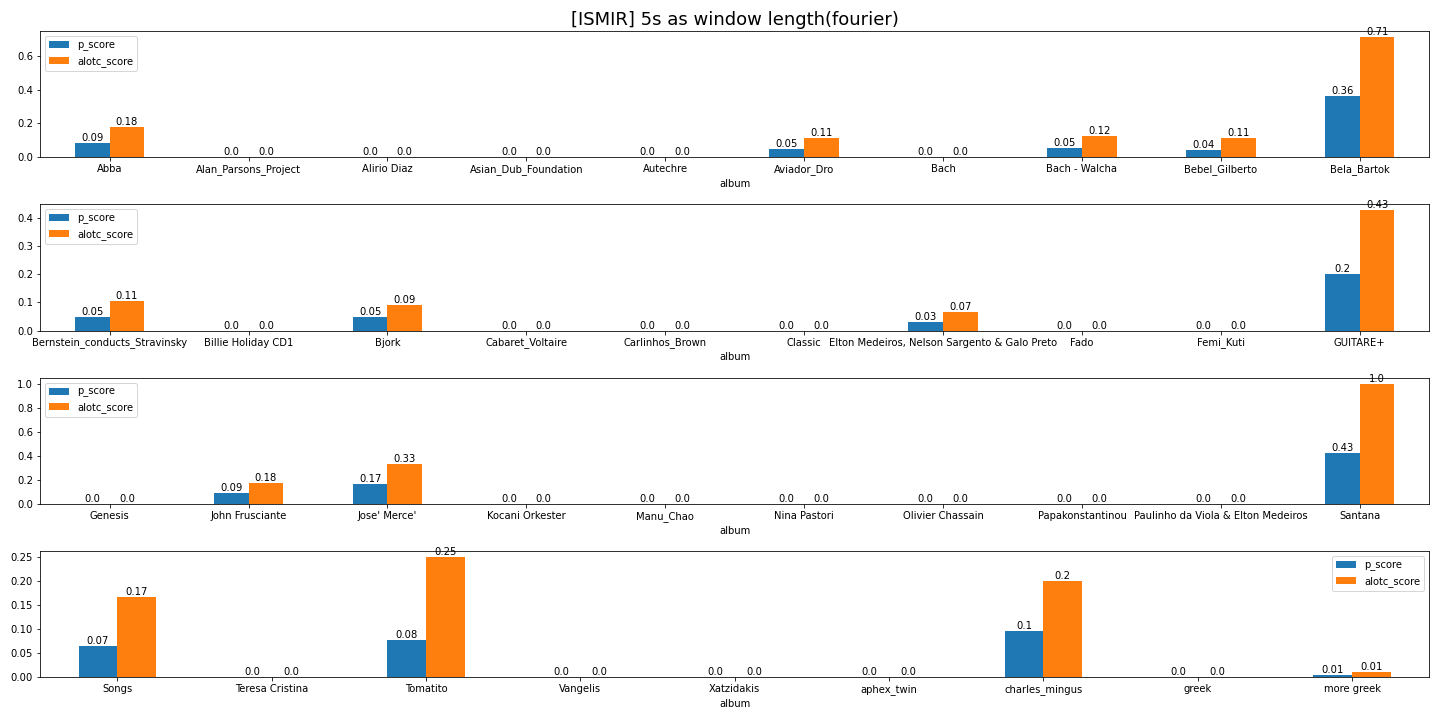 [ISMIR] 5s as window length(fourier)
p_score
alotc_score
0.6
0.4
0.2
0.0
0.09 0.18 0.0 0.0 0.0 0.0 0.0 0.0 0.0 0.0 0.05 0.11 0.0 0.0 0.05 0.12 0.04 0.11 0.36 0.71
Abba Alan_Parsons_Project Alirio Diaz Asian_Dub_Foundation Autechre Aviador_Dro Bach Bach - Walcha Bebel_Gilberto Bela_Bartok
album
p_score
alotc_score
0.4
0.3
0.2
0.1
0.0
0.05 0.11 0.0 0.0 0.05 0.09 0.0 0.0 0.0 0.0 0.0 0.0 0.03 0.07 0.0 0.0 0.0 0.0 0.2 0.43
Bernstein_conducts_Stravinsky Billie Holiday CD1 Bjork Cabaret_Voltaire Carlinhos_Brown Classic Elton Medeiros, Nelson Sargento & Galo Preto Fado Femi_Kuti GUITARE+
album
p_score
alotc_score
1.0
0.8
0.6
0.4
0.2
0.0
0.0 0.0 0.09 0.18 0.17 0.33 0.0 0.0 0.0 0.0 0.0 0.0 0.0 0.0 0.0 0.0 0.0 0.0 0.43 1.0
Genesis John Frusciante Jose' Merce' Kocani Orkester Manu_Chao Nina Pastori Olivier Chassain Papakonstantinou Paulinho da Viola & Elton Medeiros Santana
album
p_score
alotc_score
0.25
0.20
0.15
0.10
0.05
0.00
0.07 0.17 0.0 0.0 0.08 0.25 0.0 0.0 0.0 0.0 0.0 0.0 0.1 0.2 0.0 0.0 0.01 0.01
Songs Teresa Cristina Tomatito Vangelis Xatzidakis aphex_twin charles_mingus greek more greek
album